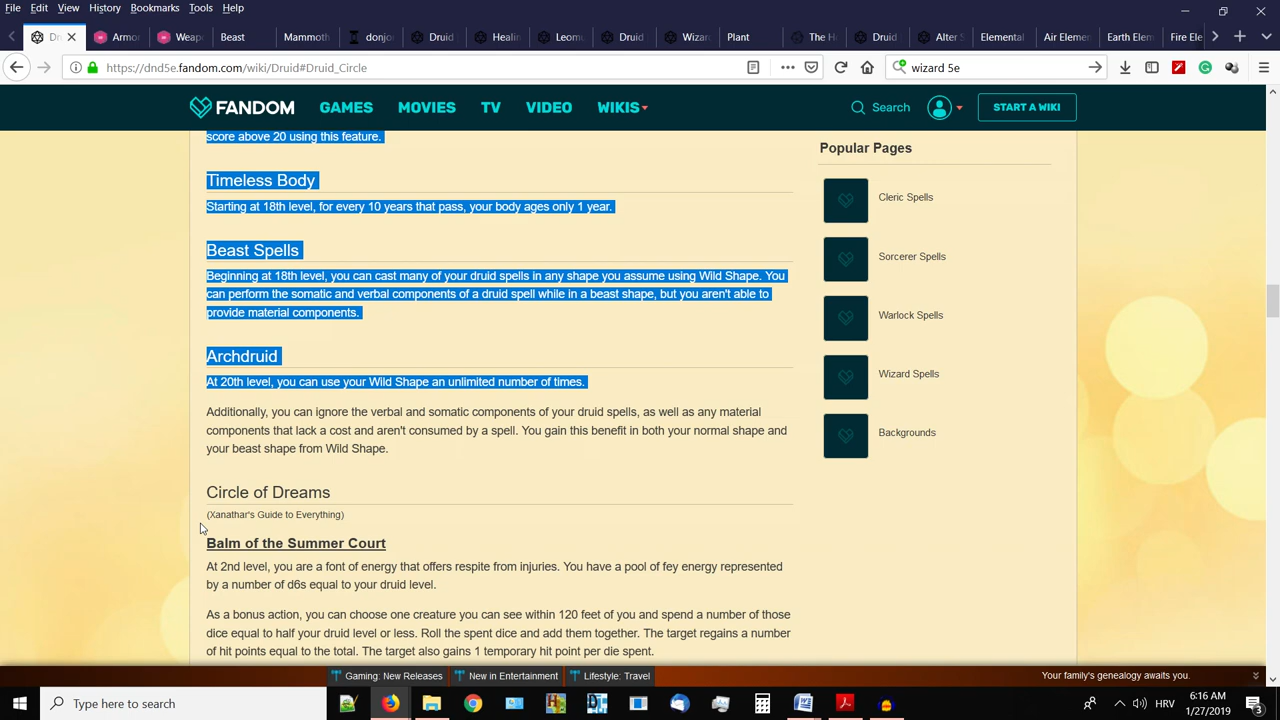 File Edit View History Bookmarks Tools Help
Dr Armor Weap Beast Mammoth donjo Druid Healin Leomu Druid Wizard Plant The H Druid Alter S Elemental Air Elemen Earth Elem Fire Ele
https://dnd5e.fandom.com/wiki/Druid#Druid_Circle
wizard 5e
FANDOM GAMES MOVIES TV VIDEO WIKIS Search START A WIKI
score above 20 using this feature.
Timeless Body
Starting at 18th level, for every 10 years that pass, your body ages only 1 year.
Beast Spells
Beginning at 18th level, you can cast many of your druid spells in any shape you assume using Wild Shape. You
can perform the somatic and verbal components of a druid spell while in a beast shape, but you aren't able to
provide material components.
Archdruid
At 20th level, you can use your Wild Shape an unlimited number of times.
Additionally, you can ignore the verbal and somatic components of your druid spells, as well as any material
components that lack a cost and aren't consumed by a spell. You gain this benefit in both your normal shape and
your beast shape from Wild Shape.
Circle of Dreams
(Xanathar's Guide to Everything)
Balm of the Summer Court
At 2nd level, you are a font of energy that offers respite from injuries. You have a pool of fey energy represented
by a number of d6s equal to your druid level.
As a bonus action, you can choose one creature you can see within 120 feet of you and spend a number of those
dice equal to half your druid level or less. Roll the spent dice and add them together. The target regains a number
of hit points equal to the total. The target also gains 1 temporary hit point per die spent.
Popular Pages
Cleric Spells
Sorcerer Spells
Warlock Spells
Wizard Spells
Backgrounds
Gaming: New Releases New in Entertainment Lifestyle: Travel Your family's genealogy awaits you.
Type here to search
HRV
6:16 AM
1/27/2019
3